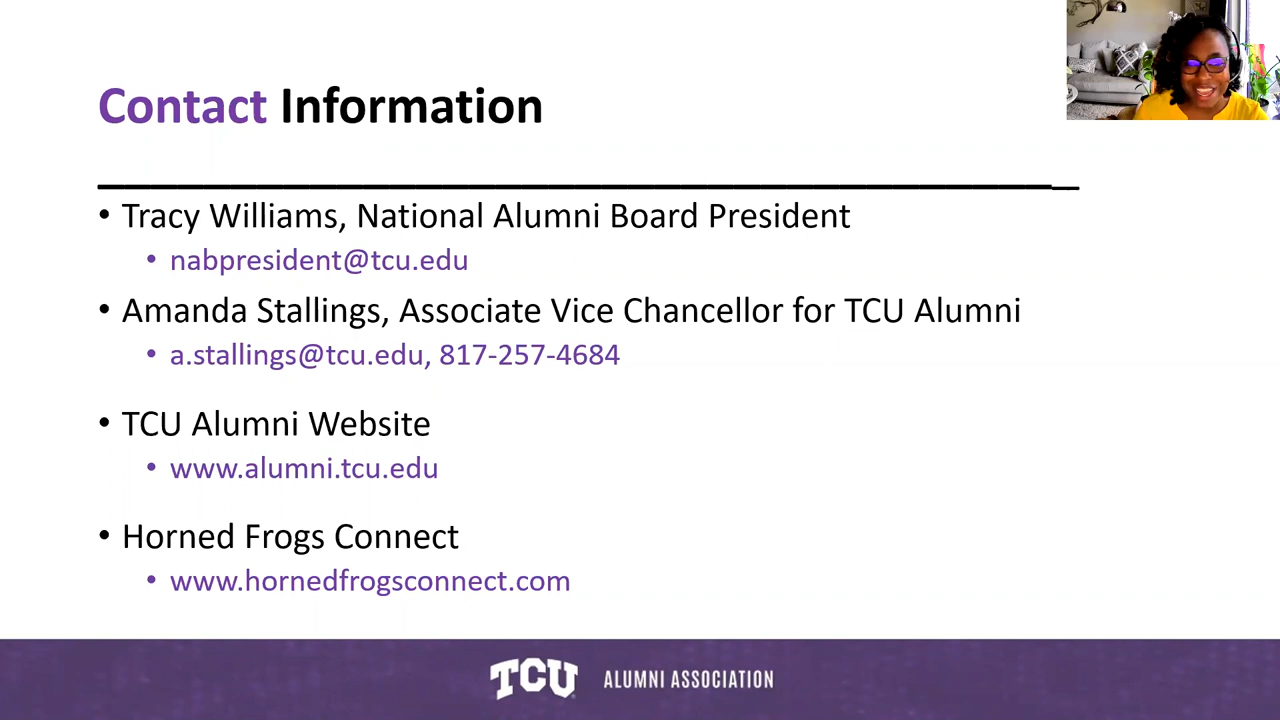 Contact Information
• Tracy Williams, National Alumni Board President
• nabpresident@tcu.edu
• Amanda Stallings, Associate Vice Chancellor for TCU Alumni
• a.stallings@tcu.edu, 817-257-4684
• TCU Alumni Website
• www.alumni.tcu.edu
• Horned Frogs Connect
• www.hornedfrogsconnect.com
TCU ALUMNI ASSOCIATION